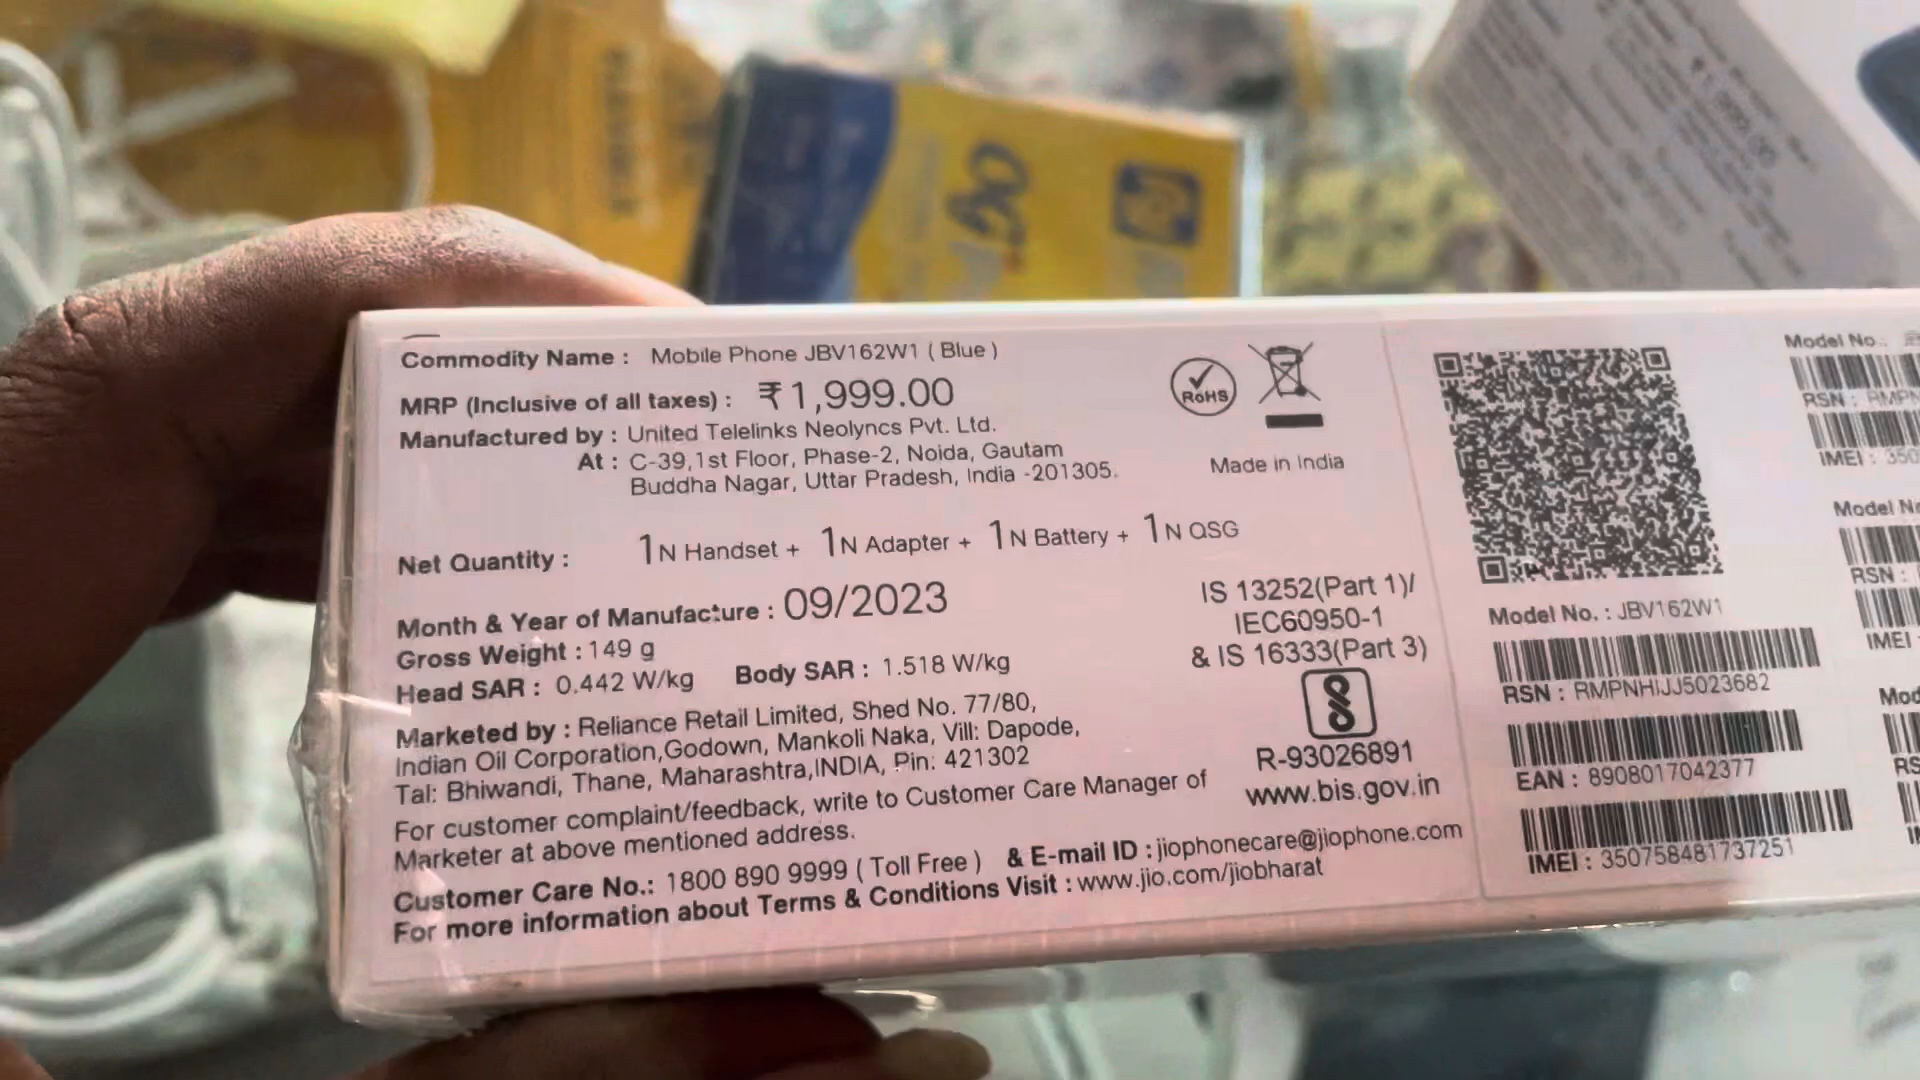 Commodity Name : Mobile Phone JBV162W1 ( Blue )
MRP (Inclusive of all taxes) : ₹ 1,999.00
Manufactured by : United Telelinks Neolyncs Pvt. Ltd.
At : C-39,1st Floor, Phase-2, Noida, Gautam
Buddha Nagar, Uttar Pradesh, India -201305.
RoHS
Made in India
Net Quantity : 1N Handset + 1N Adapter + 1N Battery + 1N QSG
Month & Year of Manufacture : 09/2023
Gross Weight : 149 g
Head SAR : 0.442 W/kg Body SAR : 1.518 W/kg
IS 13252(Part 1)/
IEC60950-1
& IS 16333(Part 3)
R-93026891
www.bis.gov.in
Marketed by : Reliance Retail Limited, Shed No. 77/80,
Indian Oil Corporation,Godown, Mankoli Naka, Vill: Dapode,
Tal: Bhiwandi, Thane, Maharashtra,INDIA, Pin: 421302
For customer complaint/feedback, write to Customer Care Manager of
Marketer at above mentioned address.
Customer Care No.: 1800 890 9999 ( Toll Free ) & E-mail ID : jiophonecare@jiophone.com
For more information about Terms & Conditions Visit : www.jio.com/jiobharat
Model No. : JBV162W1
RSN : RMPNHIJJ5023682
EAN : 8908017042377
IMEI : 350758481737251
Model No.:
RSN : RMPN
IMEI : 350
Model
RSN :
IMEI